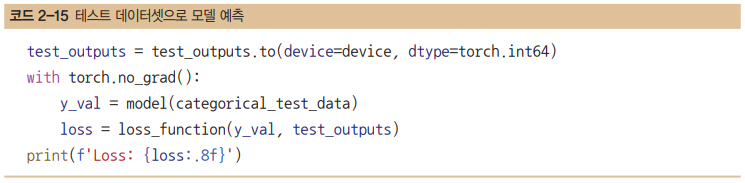 코드 2-15 테스트 데이터셋으로 모델 예측
test_outputs = test_outputs.to(device=device, dtype=torch.int64)
with torch.no_grad():
    y_val = model(categorical_test_data)
    loss = loss_function(y_val, test_outputs)
print(f'Loss: {loss:.8f}')